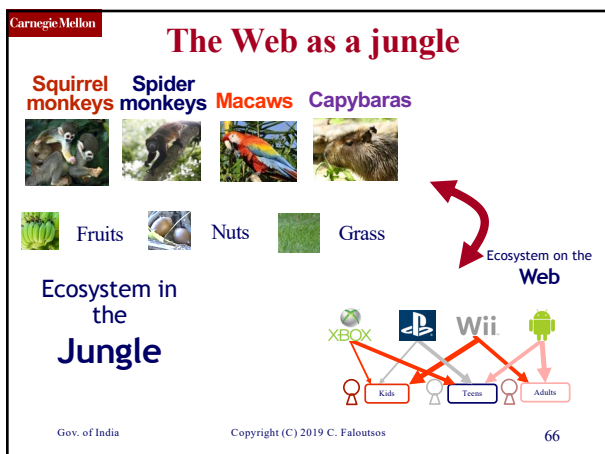 Carnegie Mellon
The Web as a jungle
Squirrel monkeys
Spider monkeys
Macaws
Capybaras
Fruits
Nuts
Grass
Ecosystem in
the
Jungle
Ecosystem on the
Web
XBOX
Wii
Kids
Teens
Adults
Gov. of India
Copyright (C) 2019 C. Faloutsos
66